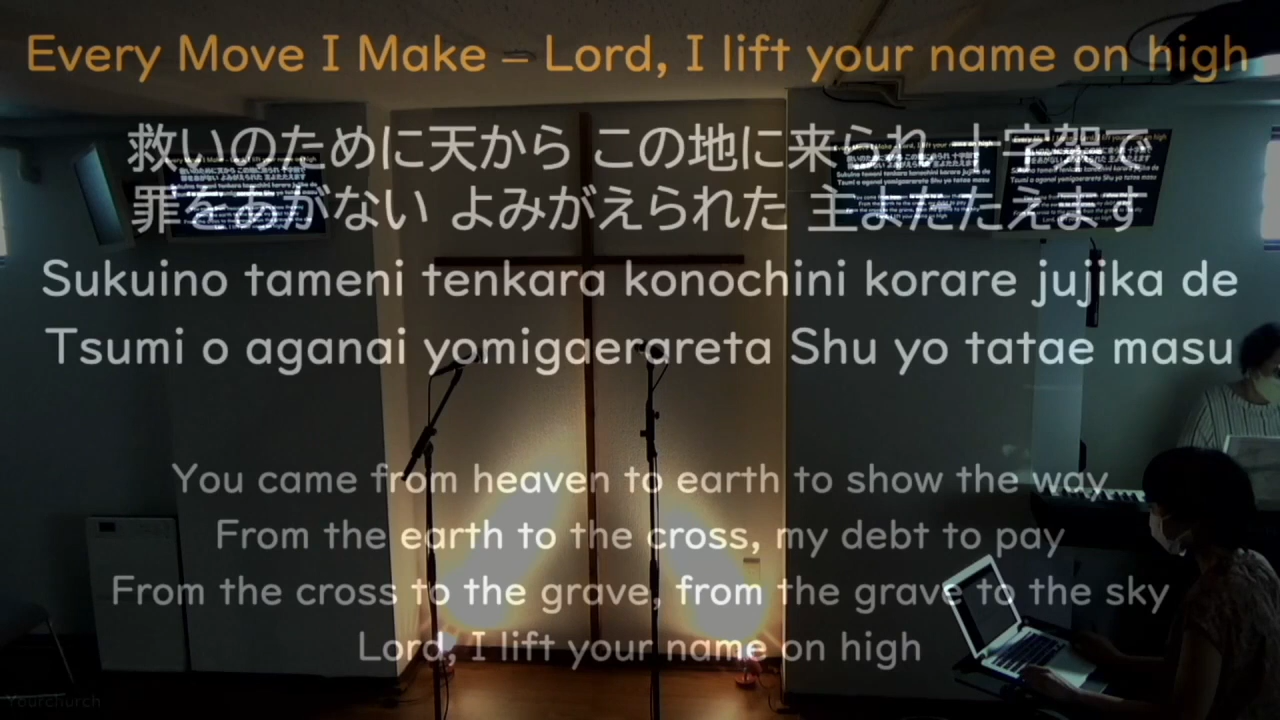 Every Move I Make – Lord, I lift your name on high
救いのために天から この地に来られ 十字架で
罪をあがない よみがえられた 主よたたえます
Sukuino tameni tenkara konochini korare jujika de
Tsumi o aganai yomigaerareta Shu yo tatae masu
You came from heaven to earth to show the way
From the earth to the cross, my debt to pay
From the cross to the grave, from the grave to the sky
Lord, I lift your name on high
Yourchurch